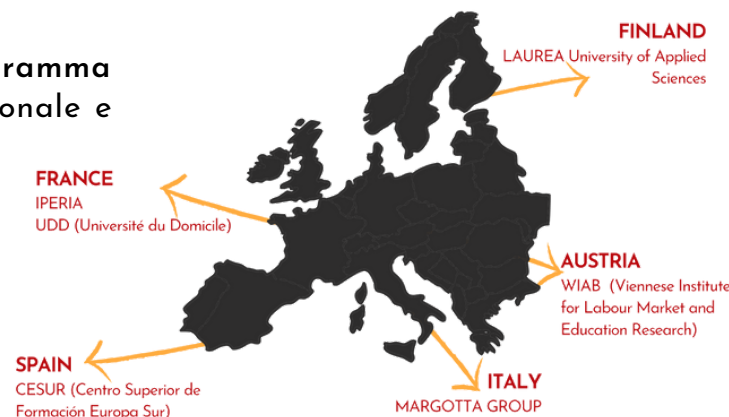 FINLAND
LAUREA University of Applied
Sciences
ramma
onale e
FRANCE
IPERIA
UDD (Université du Domicile)
AUSTRIA
WIAB (Viennese Institute
for Labour Market and
Education Research)
SPAIN
CESUR (Centro Superior de
Formación Europa Sur)
ITALY
MARGOTTA GROUP